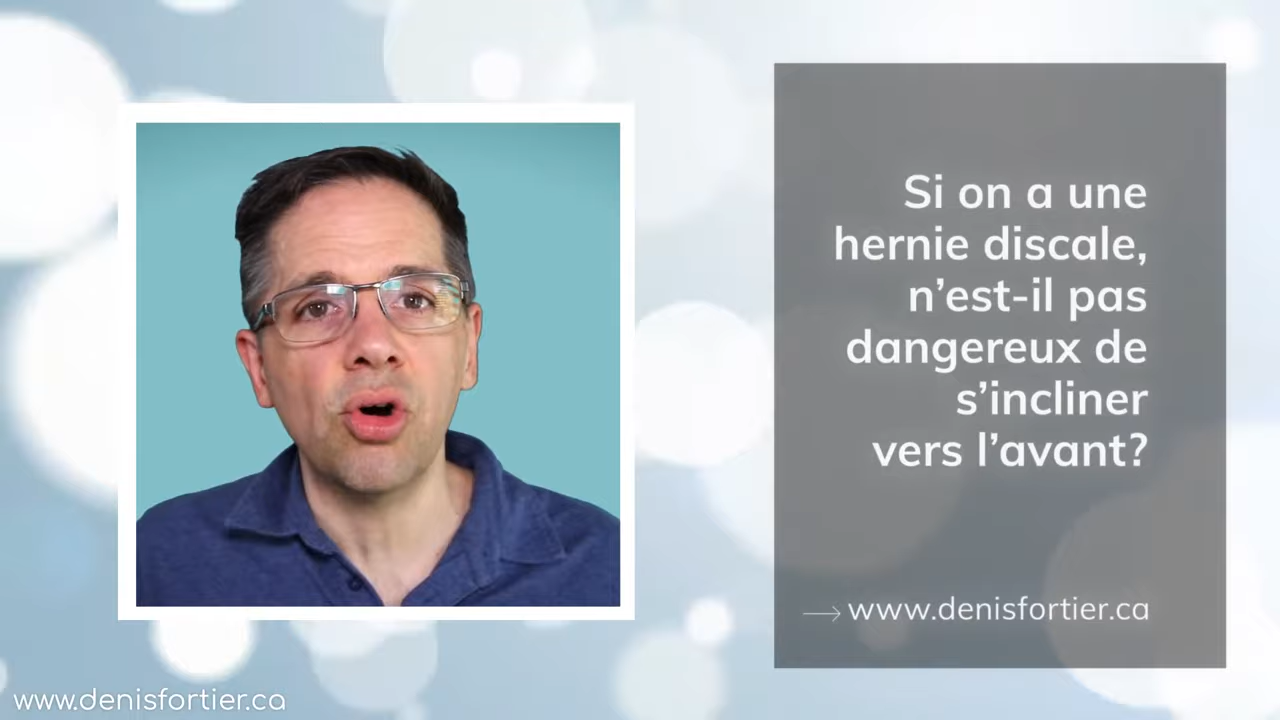 Si on a une
hernie discale,
n’est-il pas
dangereux de
s’incliner
vers l’avant?
www.denisfortier.ca
www.denisfortier.ca